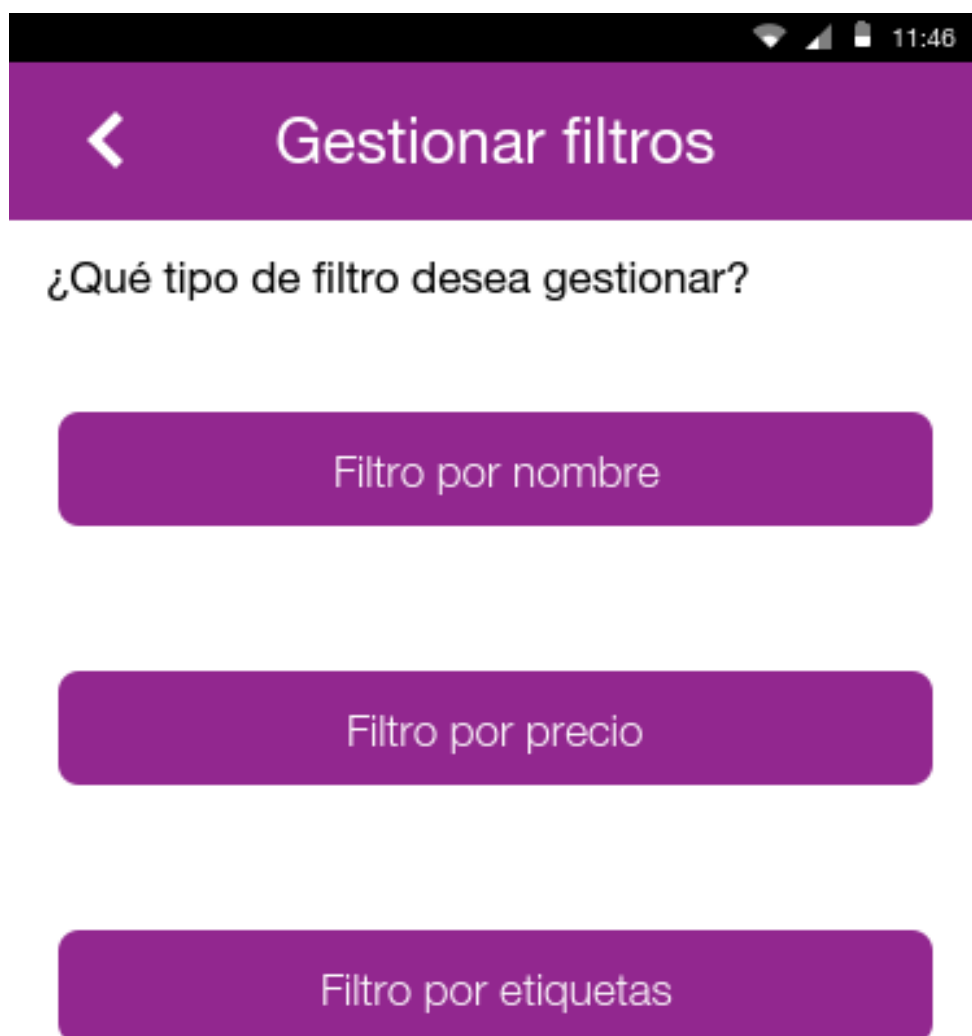 11:46
Gestionar filtros
¿Qué tipo de filtro desea gestionar?
Filtro por nombre
Filtro por precio
Filtro por etiquetas